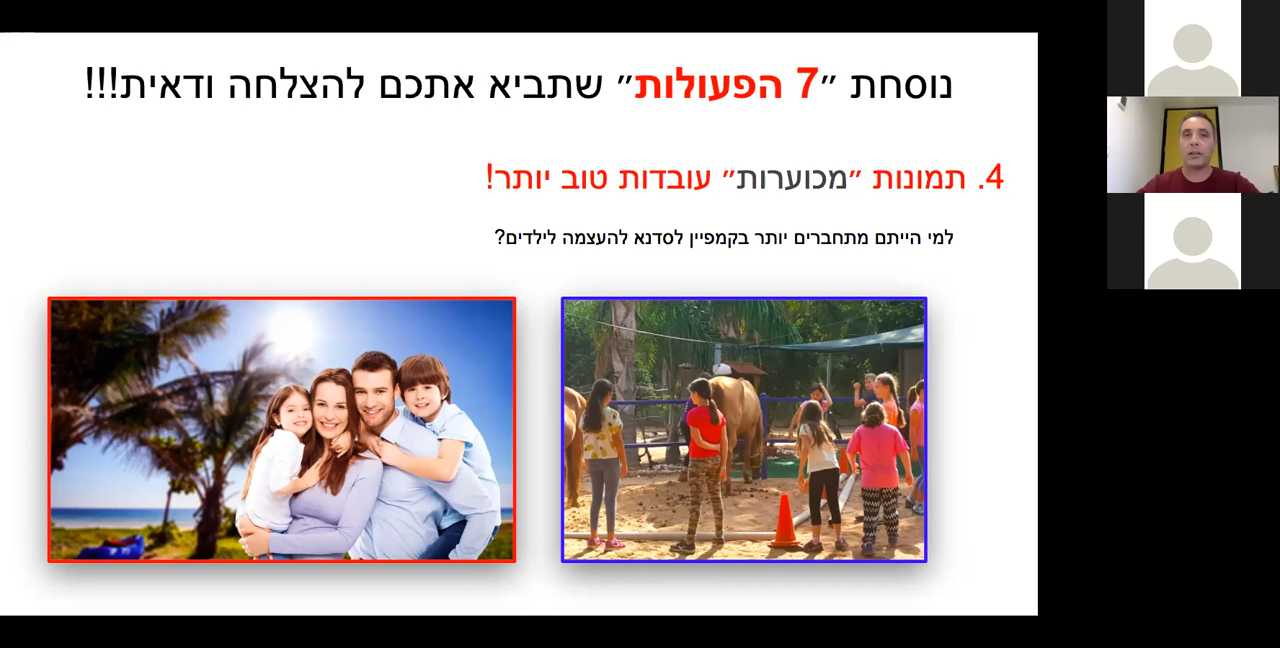 נוסחת ״7 הפעולות״ שתביא אתכם להצלחה ודאית!!!
4. תמונות ״מכוערות״ עובדות טוב יותר!
למי הייתם מתחברים יותר בקמפיין לסדנא להעצמה לילדים?